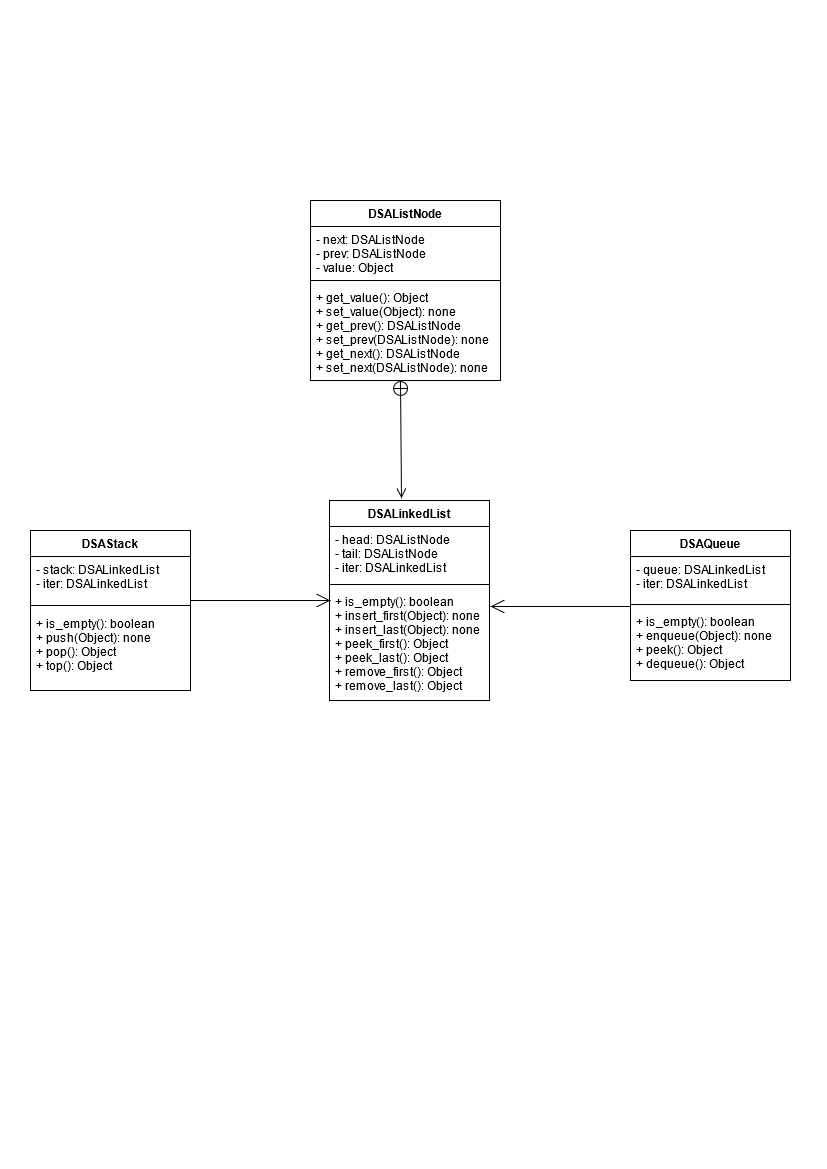 DSAListNode
- next: DSAListNode
- prev: DSAListNode
- value: Object
+ get_value(): Object
+ set_value(Object): none
+ get_prev(): DSAListNode
+ set_prev(DSAListNode): none
+ get_next(): DSAListNode
+ set_next(DSAListNode): none
DSAStack
- stack: DSALinkedList
- iter: DSALinkedList
+ is_empty(): boolean
+ push(Object): none
+ pop(): Object
+ top(): Object
DSALinkedList
- head: DSAListNode
- tail: DSAListNode
- iter: DSALinkedList
+ is_empty(): boolean
+ insert_first(Object): none
+ insert_last(Object): none
+ peek_first(): Object
+ peek_last(): Object
+ remove_first(): Object
+ remove_last(): Object
DSAQueue
- queue: DSALinkedList
- iter: DSALinkedList
+ is_empty(): boolean
+ enqueue(Object): none
+ peek(): Object
+ dequeue(): Object